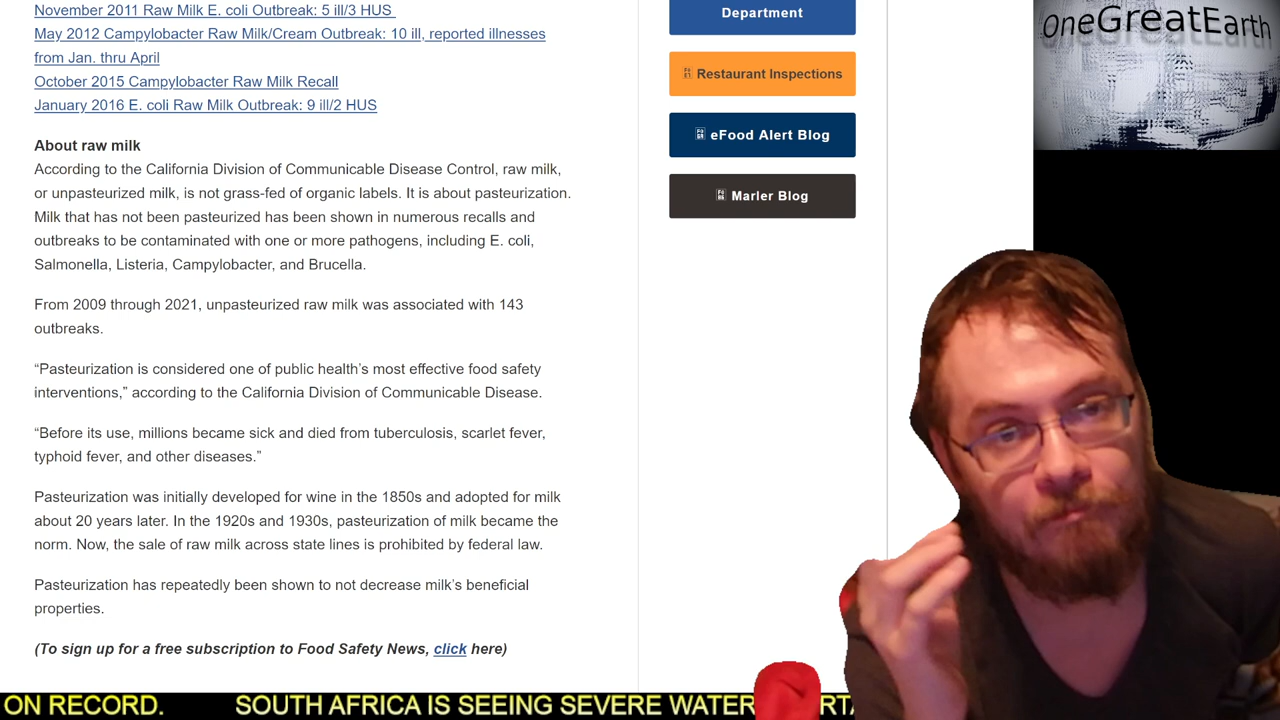 November 2011 Raw Milk E. coli Outbreak: 5 ill/3 HUS
May 2012 Campylobacter Raw Milk/Cream Outbreak: 10 ill, reported illnesses
from Jan. thru April
October 2015 Campylobacter Raw Milk Recall
January 2016 E. coli Raw Milk Outbreak: 9 ill/2 HUS
About raw milk
According to the California Division of Communicable Disease Control, raw milk,
or unpasteurized milk, is not grass-fed of organic labels. It is about pasteurization.
Milk that has not been pasteurized has been shown in numerous recalls and
outbreaks to be contaminated with one or more pathogens, including E. coli,
Salmonella, Listeria, Campylobacter, and Brucella.
From 2009 through 2021, unpasteurized raw milk was associated with 143
outbreaks.
“Pasteurization is considered one of public health’s most effective food safety
interventions,” according to the California Division of Communicable Disease.
“Before its use, millions became sick and died from tuberculosis, scarlet fever,
typhoid fever, and other diseases.”
Pasteurization was initially developed for wine in the 1850s and adopted for milk
about 20 years later. In the 1920s and 1930s, pasteurization of milk became the
norm. Now, the sale of raw milk across state lines is prohibited by federal law.
Pasteurization has repeatedly been shown to not decrease milk’s beneficial
properties.
(To sign up for a free subscription to Food Safety News, click here)
Department
Restaurant Inspections
eFood Alert Blog
Marler Blog
OneGreatEarth
ON RECORD. SOUTH AFRICA IS SEEING SEVERE WATER